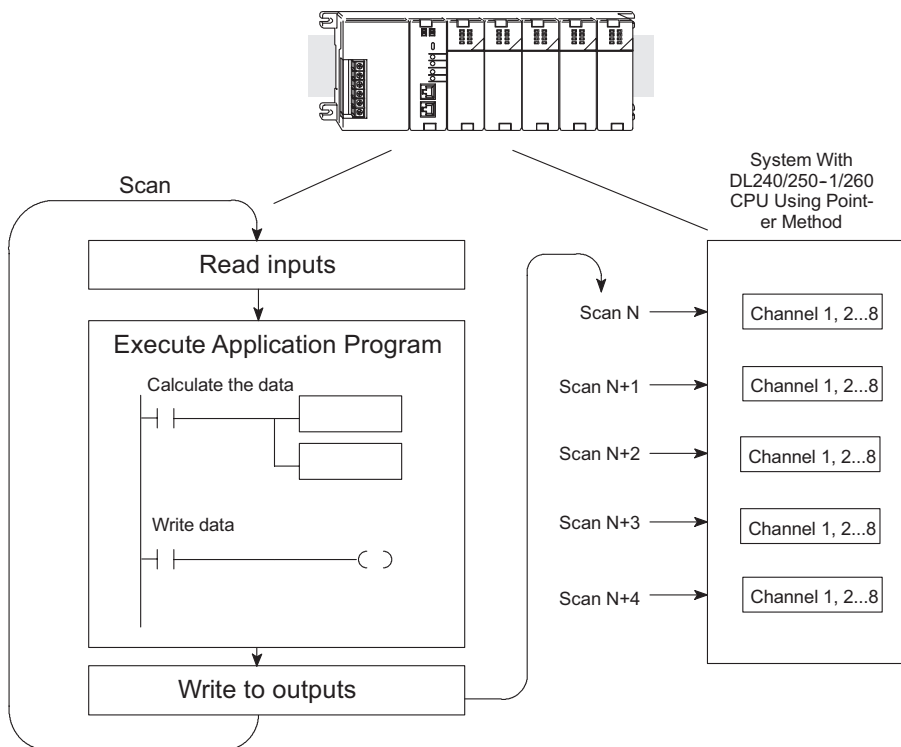 System With
DL240/250-1/260
CPU Using Point-
er Method
Scan
Read inputs
Execute Application Program
Calculate the data
Write data
Write to outputs
Scan N
Channel 1, 2...8
Scan N+1
Channel 1, 2...8
Scan N+2
Channel 1, 2...8
Scan N+3
Channel 1, 2...8
Scan N+4
Channel 1, 2...8